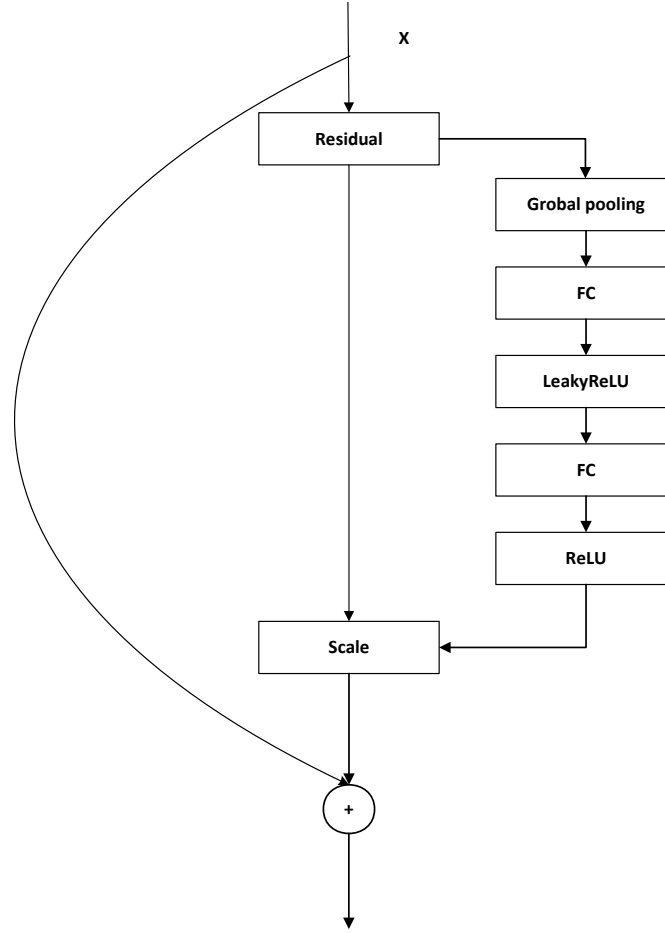 X
Residual
Grobal pooling
FC
LeakyReLU
FC
ReLU
Scale
+